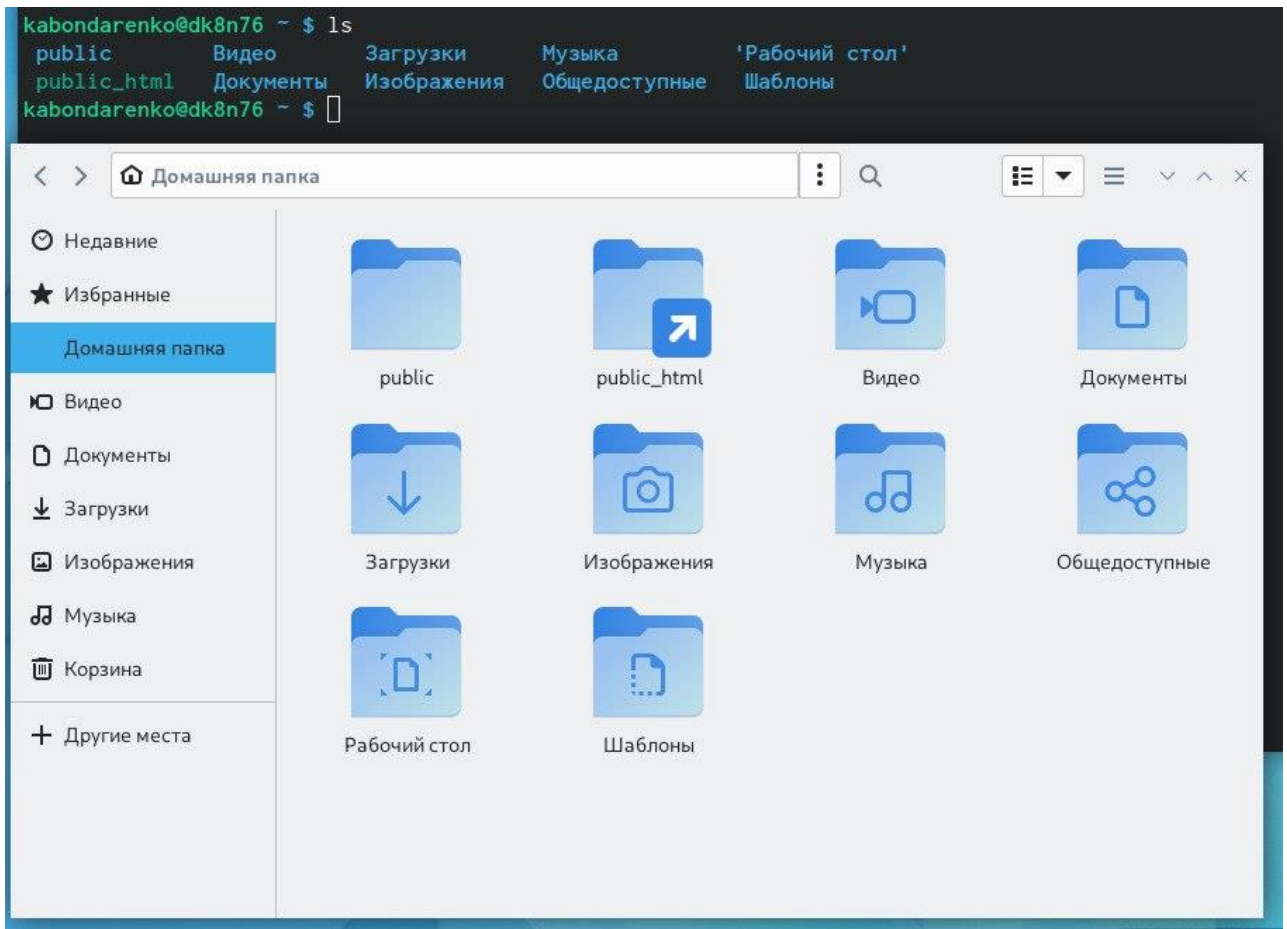 kabondarenko@dk8n76 ~ $ ls
public Видео Загрузки Музыка 'Рабочий стол'
public_html Документы Изображения Общедоступные Шаблоны
kabondarenko@dk8n76 ~ $
Домашняя папка
Недавние
Избранные
Домашняя папка
Видео
Документы
Загрузки
Изображения
Музыка
Корзина
Другие места
public public_html Видео Документы
Загрузки Изображения Музыка Общедоступные
Рабочий стол Шаблоны